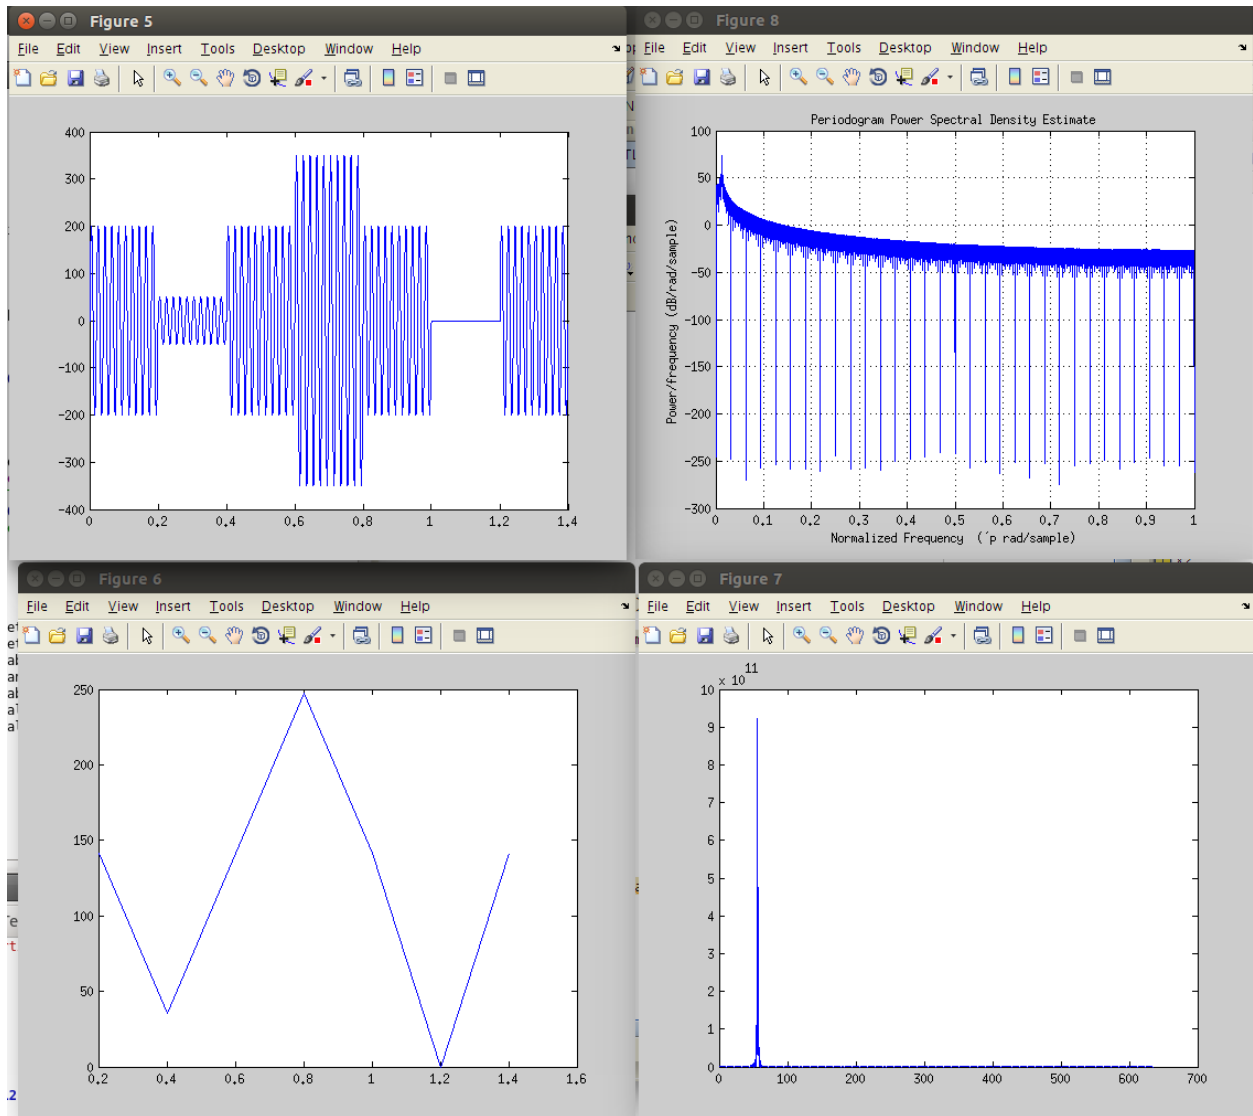 Figure 5
File Edit View Insert Tools Desktop Window Help
400
300
200
100
0
-100
-200
-300
-400
0 0.2 0.4 0.6 0.8 1 1.2 1.4
Figure 8
File Edit View Insert Tools Desktop Window Help
Periodogram Power Spectral Density Estimate
Power/frequency (dB/rad/sample)
100
50
0
-50
-100
-150
-200
-250
-300
0 0.1 0.2 0.3 0.4 0.5 0.6 0.7 0.8 0.9 1
Normalized Frequency (´p rad/sample)
Figure 6
File Edit View Insert Tools Desktop Window Help
250
200
150
100
50
0
0.2 0.4 0.6 0.8 1 1.2 1.4 1.6
Figure 7
File Edit View Insert Tools Desktop Window Help
x 10 11
10
9
8
7
6
5
4
3
2
1
0
0 100 200 300 400 500 600 700